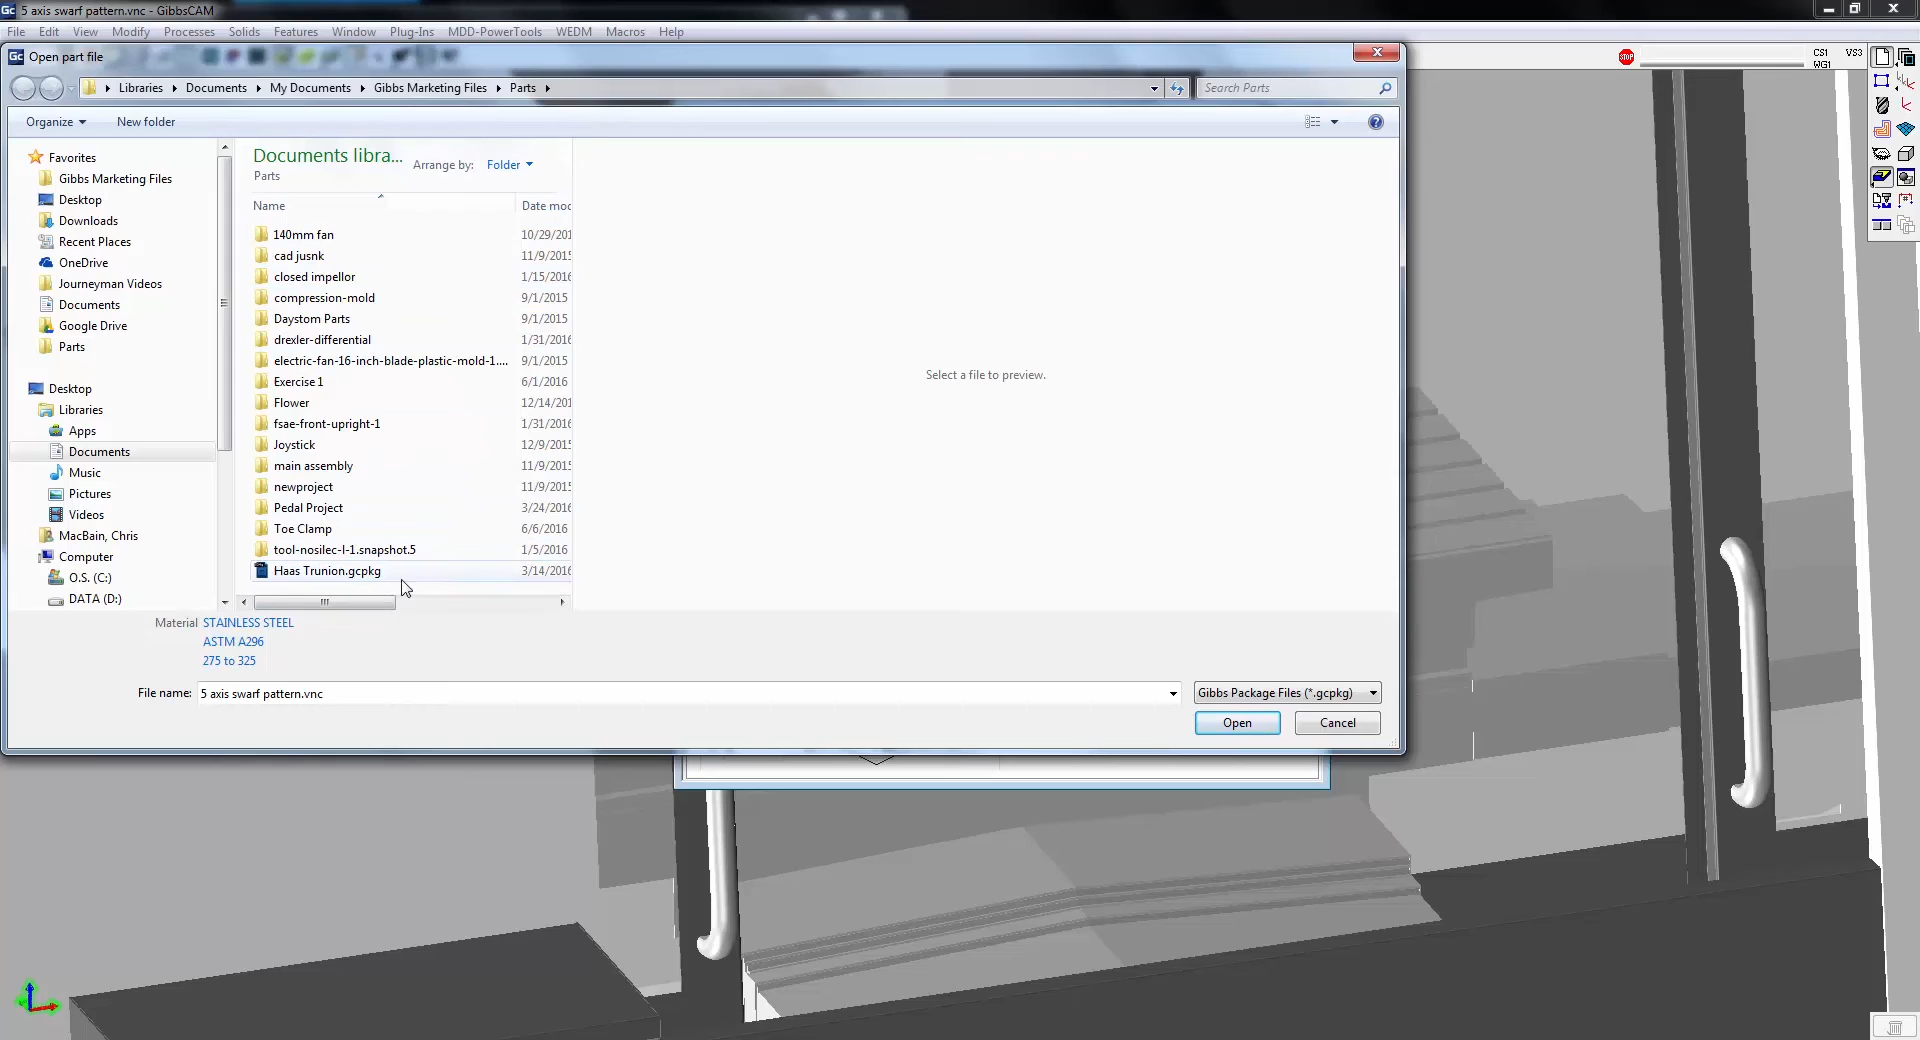 5 axis swarf pattern.vnc - GibbsCAM
File Edit View Modify Processes Solids Features Window Plug-Ins MDD-PowerTools WEDM Macros Help
Open part file
STOP
CS1
WG1
VS3
Libraries Documents My Documents Gibbs Marketing Files Parts
Search Parts
Organize New folder
Favorites
Gibbs Marketing Files
Desktop
Downloads
Recent Places
OneDrive
Journeyman Videos
Documents
Google Drive
Parts
Desktop
Libraries
Apps
Documents
Music
Pictures
Videos
MacBain, Chris
Computer
O.S. (C:)
DATA (D:)
Documents libra...
Parts
Arrange by: Folder
Name Date moc
140mm fan 10/29/201
cad jusnk 11/9/2015
closed impellor 1/15/2016
compression-mold 9/1/2015
Daystom Parts 9/1/2015
drexler-differential 1/31/2016
electric-fan-16-inch-blade-plastic-mold-1.... 9/1/2015
Exercise 1 6/1/2016
Flower 12/14/201
fsae-front-upright-1 1/31/2016
Joystick 12/9/2015
main assembly 11/9/2015
newproject 11/9/2015
Pedal Project 3/24/2016
Toe Clamp 6/6/2016
tool-nosilec-l-1.snapshot.5 1/5/2016
Haas Trunion.gcpkg 3/14/2016
Select a file to preview.
Material STAINLESS STEEL
ASTM A296
275 to 325
File name: 5 axis swarf pattern.vnc
Gibbs Package Files (*.gcpkg)
Open Cancel